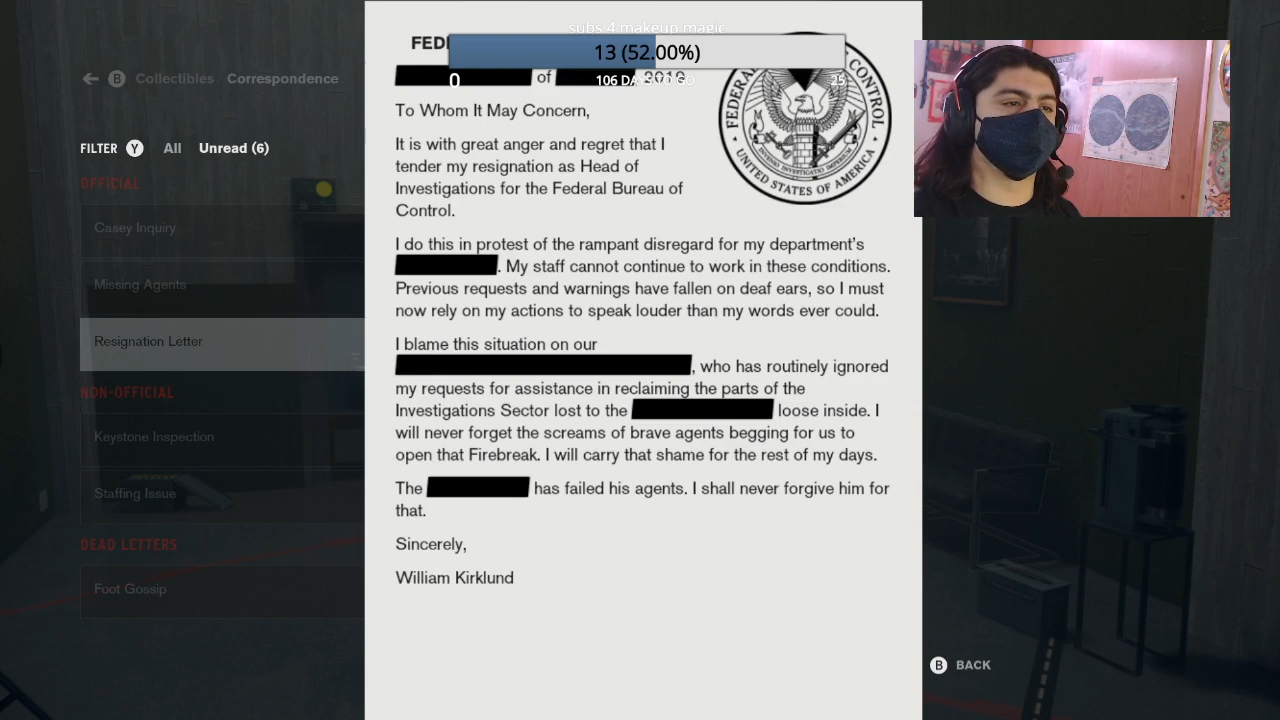 subs 4 makeup magic
13 (52.00%)
0
106 DAYS TO GO
25
← B Collectibles Correspondence
FILTER Y All Unread (6)
OFFICIAL
Casey Inquiry
Missing Agents
Resignation Letter
NON-OFFICIAL
Keystone Inspection
Staffing Issue
DEAD LETTERS
Foot Gossip
of
To Whom It May Concern,
It is with great anger and regret that I
tender my resignation as Head of
Investigations for the Federal Bureau of
Control.
I do this in protest of the rampant disregard for my department’s
. My staff cannot continue to work in these conditions.
Previous requests and warnings have fallen on deaf ears, so I must
now rely on my actions to speak louder than my words ever could.
I blame this situation on our
, who has routinely ignored
my requests for assistance in reclaiming the parts of the
Investigations Sector lost to the loose inside. I
will never forget the screams of brave agents begging for us to
open that Firebreak. I will carry that shame for the rest of my days.
The has failed his agents. I shall never forgive him for
that.
Sincerely,
William Kirklund
CONTROL
UNITED STATES OF AMERICA
B BACK